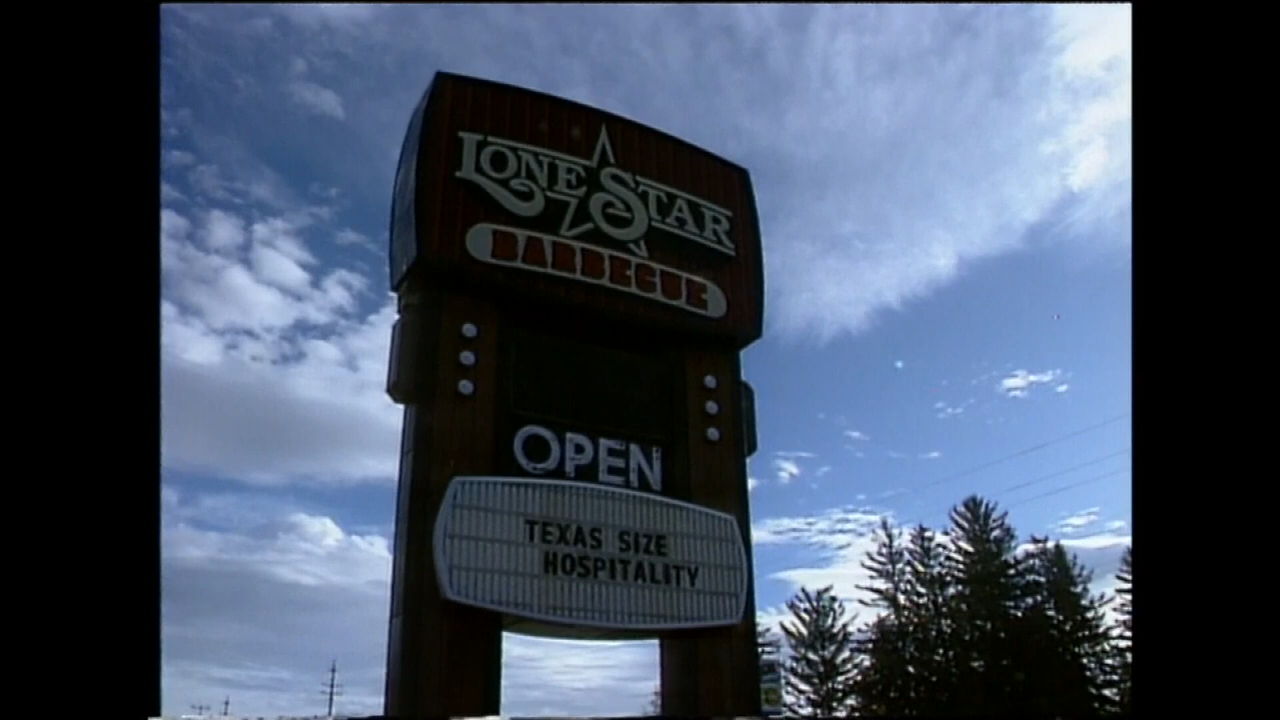 LONE STAR
BARBECUE
OPEN
TEXAS SIZE
HOSPITALITY